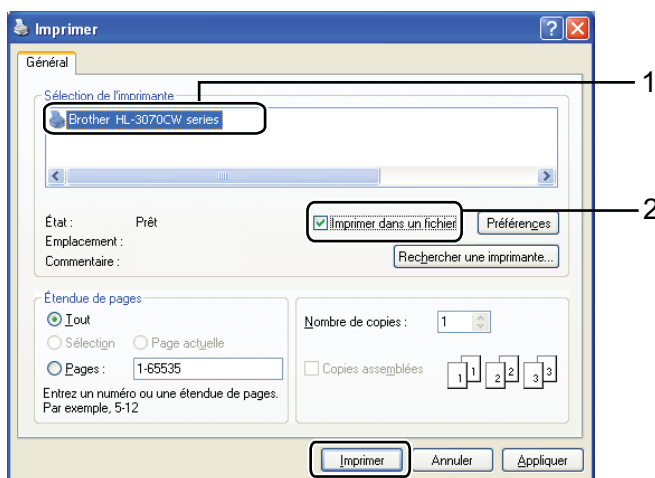 Imprimer
Général
Sélection de l'imprimante
1
Brother HL-3070CW series
État : Prêt
Imprimer dans un fichier
Préférences
2
Emplacement :
Commentaire :
Rechercher une imprimante...
Étendue de pages
Tout
Nombre de copies : 1
Sélection Page actuelle
Pages : 1-65535
Copies assemblées
1 1 2 2 3 3
Entrez un numéro ou une étendue de pages.
Par exemple, 5-12
Imprimer Annuler Appliquer